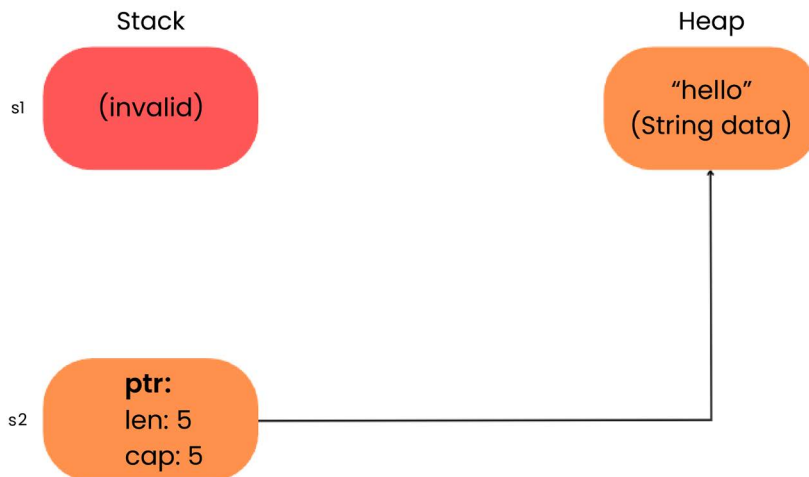 Stack
Heap
s1
(invalid)
“hello”
(String data)
s2
ptr:
len: 5
cap: 5